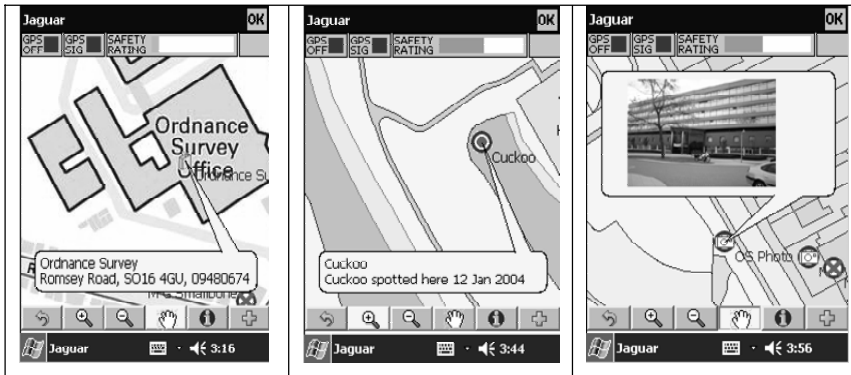 Jaguar OK
GPS OFF GPS SIG SAFETY RATING
Ordnance Survey Office
Ordnance Su
Ordnance Survey
Romsey Road, SO16 4GU, 09480674
Jaguar 3:16
Jaguar OK
GPS OFF GPS SIG SAFETY RATING
Cuckoo
Cuckoo
Cuckoo spotted here 12 Jan 2004
Jaguar 3:44
Jaguar OK
GPS OFF GPS SIG SAFETY RATING
OS Photo
Jaguar 3:56